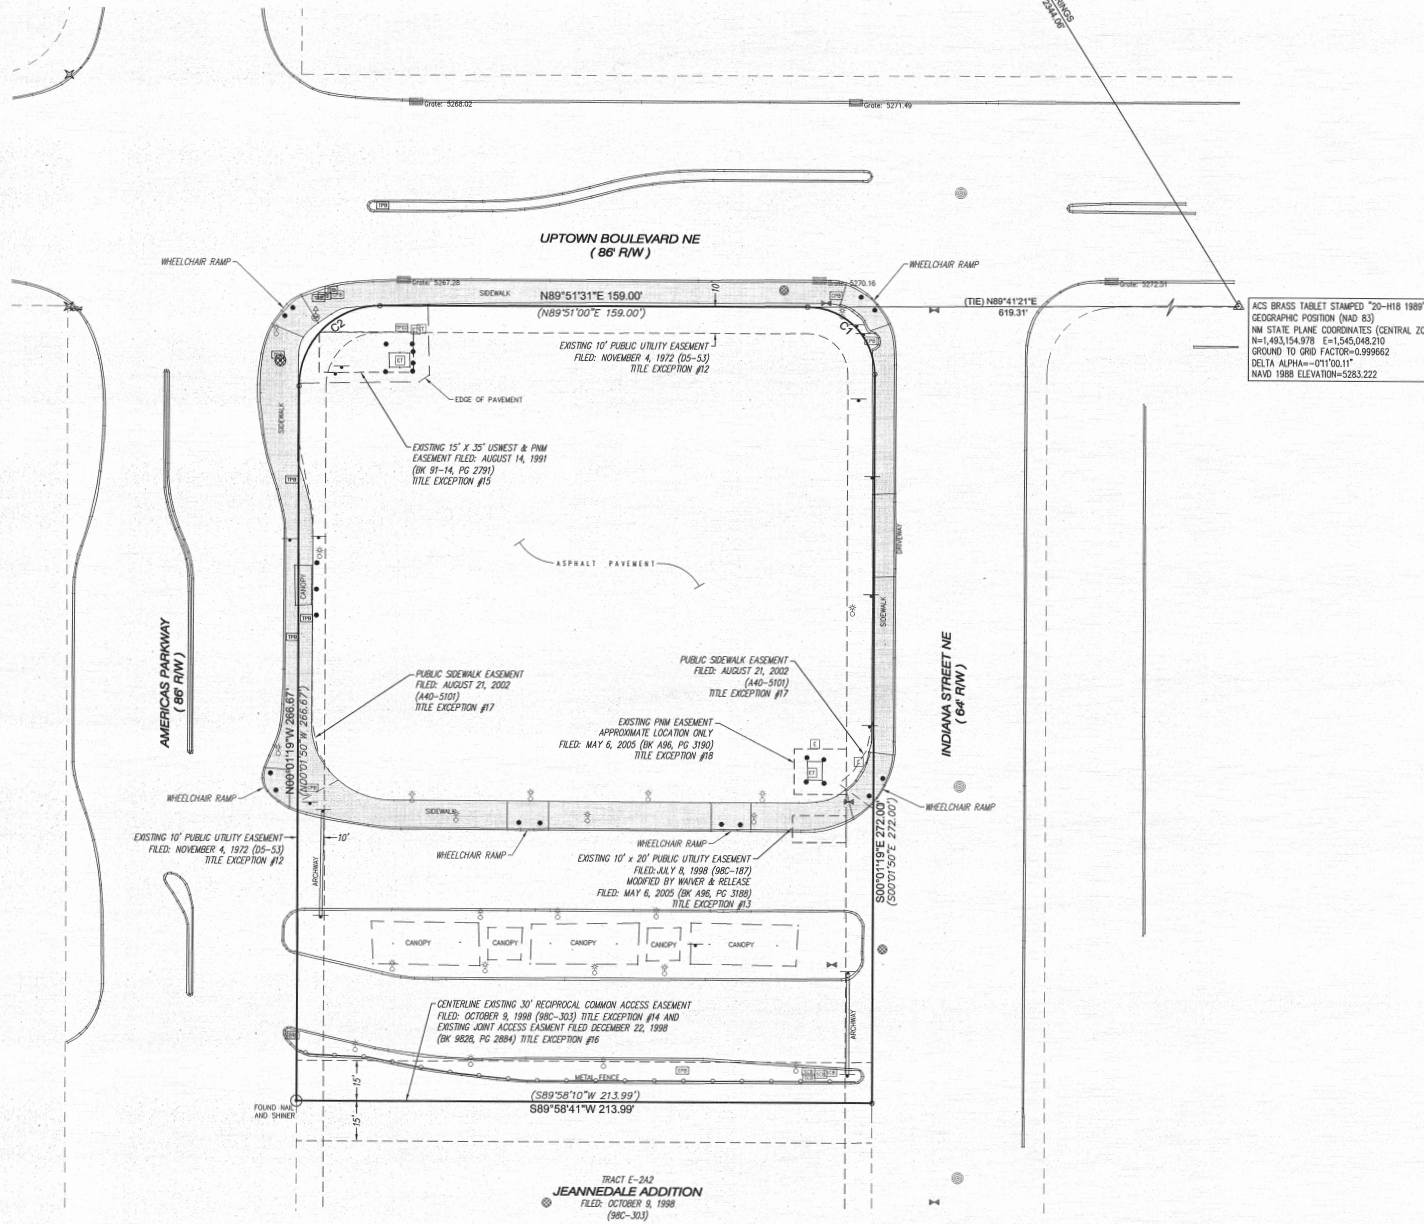 2944.06'
Grate: 5268.02
Grate: 5271.49
TPB
UPTOWN BOULEVARD NE
( 86' R/W )
WHEELCHAIR RAMP
WHEELCHAIR RAMP
Grate: 5267.28
Grate: 5270.16
Grate: 5272.51
SIDEWALK
N89°51'31"E 159.00'
(N89°51'00"E 159.00')
10'
(TIE) N89°41'21"E
619.31'
C2
C1
ACS BRASS TABLET STAMPED "20-H18 1989"
GEOGRAPHIC POSITION (NAD 83)
NM STATE PLANE COORDINATES (CENTRAL ZO
N=1,493,154.978 E=1,545,048.210
GROUND TO GRID FACTOR=0.999662
DELTA ALPHA=-0°11'00.11"
NAVD 1988 ELEVATION=5283.222
EXISTING 10' PUBLIC UTILITY EASEMENT
FILED: NOVEMBER 4, 1972 (D5-53)
TITLE EXCEPTION #12
ET
EDGE OF PAVEMENT
SIDEWALK
EXISTING 15' X 35' USWEST & PNM
EASEMENT FILED: AUGUST 14, 1991
(BK 91-14, PG 2791)
TITLE EXCEPTION #15
TPB
DRIVEWAY
ASPHALT PAVEMENT
CANOPY
TPB
TPB
SIDEWALK
AMERICAS PARKWAY
( 86' R/W )
INDIANA STREET NE
( 64' R/W )
PUBLIC SIDEWALK EASEMENT
FILED: AUGUST 21, 2002
(A40-5101)
TITLE EXCEPTION #17
PUBLIC SIDEWALK EASEMENT
FILED: AUGUST 21, 2002
(A40-5101)
TITLE EXCEPTION #17
N00°01'19"W 266.67'
(N00°01'50"W 266.67')
EXISTING PNM EASEMENT
APPROXIMATE LOCATION ONLY
FILED: MAY 6, 2005 (BK A96, PG 3190)
TITLE EXCEPTION #18
E
E
ET
WHEELCHAIR RAMP
WHEELCHAIR RAMP
SIDEWALK
S00°01'19"E 272.00'
(S00°01'50"E 272.00')
EXISTING 10' PUBLIC UTILITY EASEMENT
FILED: NOVEMBER 4, 1972 (D5-53)
TITLE EXCEPTION #12
10'
WHEELCHAIR RAMP
WHEELCHAIR RAMP
EXISTING 10' x 20' PUBLIC UTILITY EASEMENT
FILED: JULY 8, 1998 (98C-187)
MODIFIED BY WAIVER & RELEASE
FILED: MAY 6, 2005 (BK A96, PG 3188)
TITLE EXCEPTION #13
ARCHWAY
CANOPY
CANOPY
CANOPY
CANOPY
CANOPY
CENTERLINE EXISTING 30' RECIPROCAL COMMON ACCESS EASEMENT
FILED: OCTOBER 9, 1998 (98C-303) TITLE EXCEPTION #14 AND
EXISTING JOINT ACCESS EASMENT FILED DECEMBER 22, 1998
(BK 9828, PG 2884) TITLE EXCEPTION #16
ARCHWAY
METAL FENCE
15'
(S89°58'10"W 213.99')
S89°58'41"W 213.99'
FOUND NAIL
AND SHINER
15'
TRACT E-2A2
JEANNEDALE ADDITION
FILED: OCTOBER 9, 1998
(98C-303)